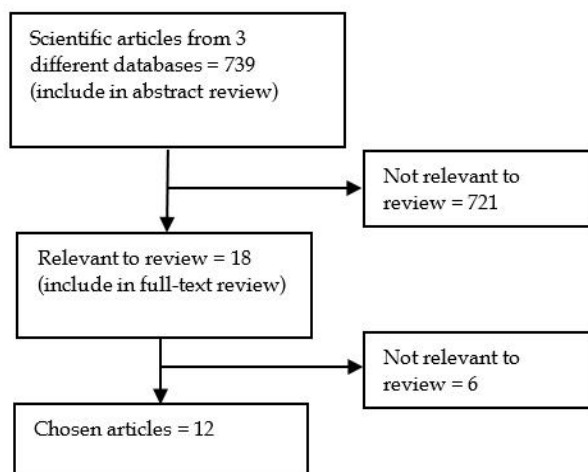 Scientific articles from 3
different databases = 739
(include in abstract review)
Not relevant to
review = 721
Relevant to review = 18
(include in full-text review)
Not relevant to
review = 6
Chosen articles = 12